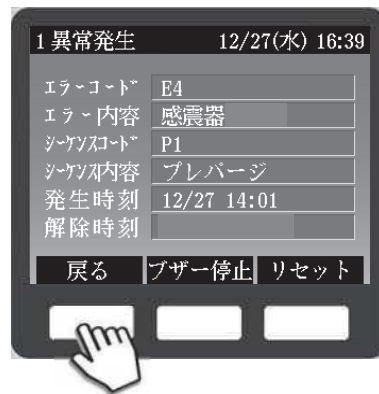 1 異常発生 12/27(水) 16:39
エラーコード E4
エラー内容 感震器
シーケンスコード P1
シーケンス内容 プレパージ
発生時刻 12/27 14:01
解除時刻
戻る ブザー停止 リセット